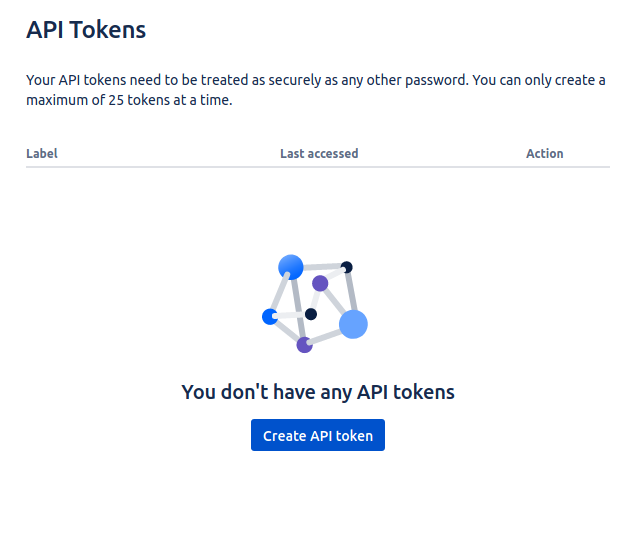 API Tokens
Your API tokens need to be treated as securely as any other password. You can only create a
maximum of 25 tokens at a time.
Label Last accessed Action
You don't have any API tokens
Create API token